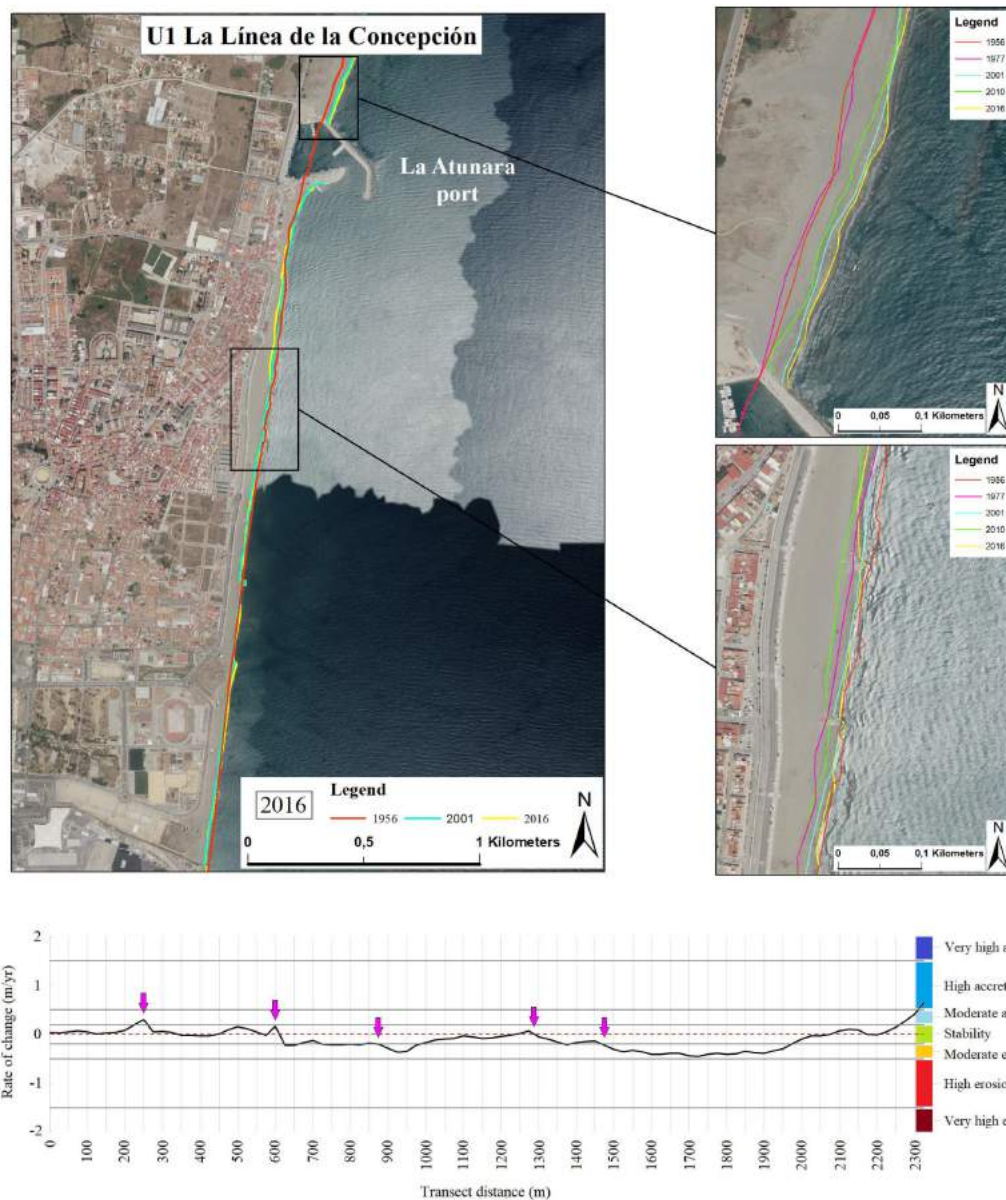 U1 La Línea de la Concepción
La Atunara
port
2016
Legend
1956 2001 2016
0 0,5 1 Kilometers
N
Legend
1956
1977
2001
2010
2016
N
0 0,05 0,1 Kilometers
Legend
1956
1977
2001
2010
2016
N
0 0,05 0,1 Kilometers
Rate of change (m/yr)
2
1
0
-1
-2
0 100 200 300 400 500 600 700 800 900 1000 1100 1200 1300 1400 1500 1600 1700 1800 1900 2000 2100 2200 2300
Transect distance (m)
Very high a
High accret
Moderate a
Stability
Moderate e
High erosio
Very high e